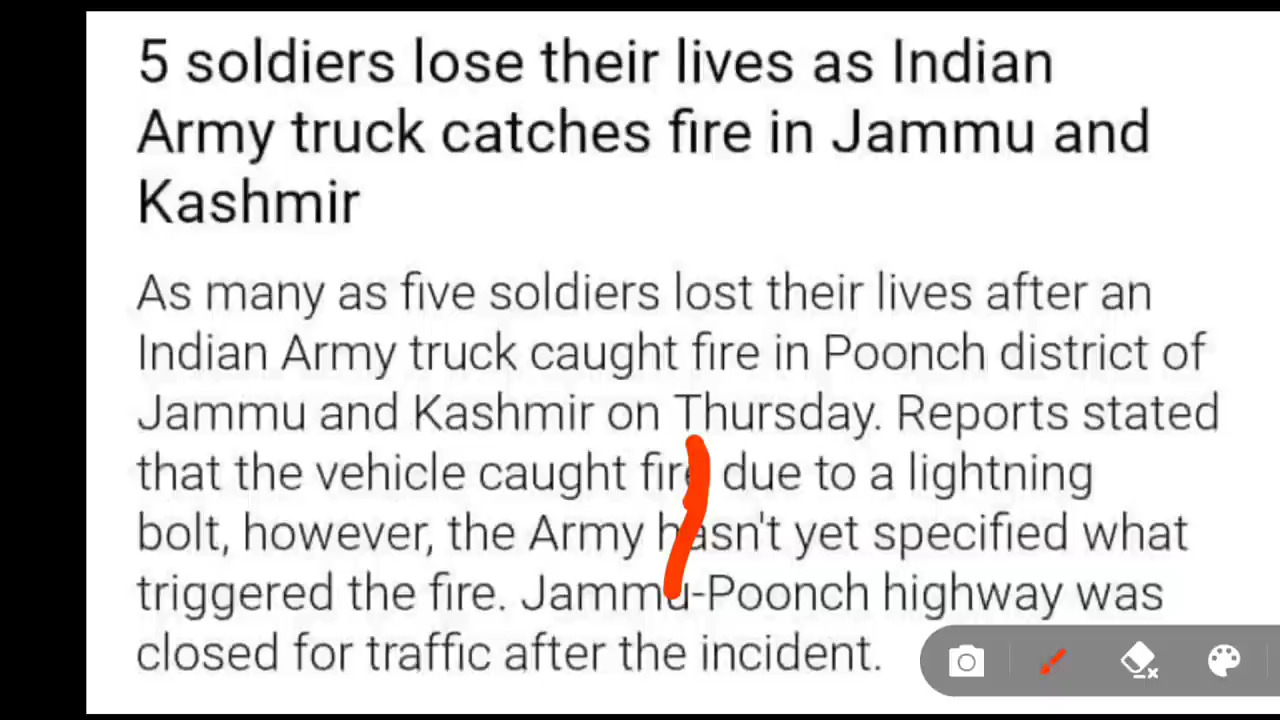 5 soldiers lose their lives as Indian
Army truck catches fire in Jammu and
Kashmir
As many as five soldiers lost their lives after an
Indian Army truck caught fire in Poonch district of
Jammu and Kashmir on Thursday. Reports stated
that the vehicle caught fire due to a lightning
bolt, however, the Army hasn't yet specified what
triggered the fire. Jammu-Poonch highway was
closed for traffic after the incident.